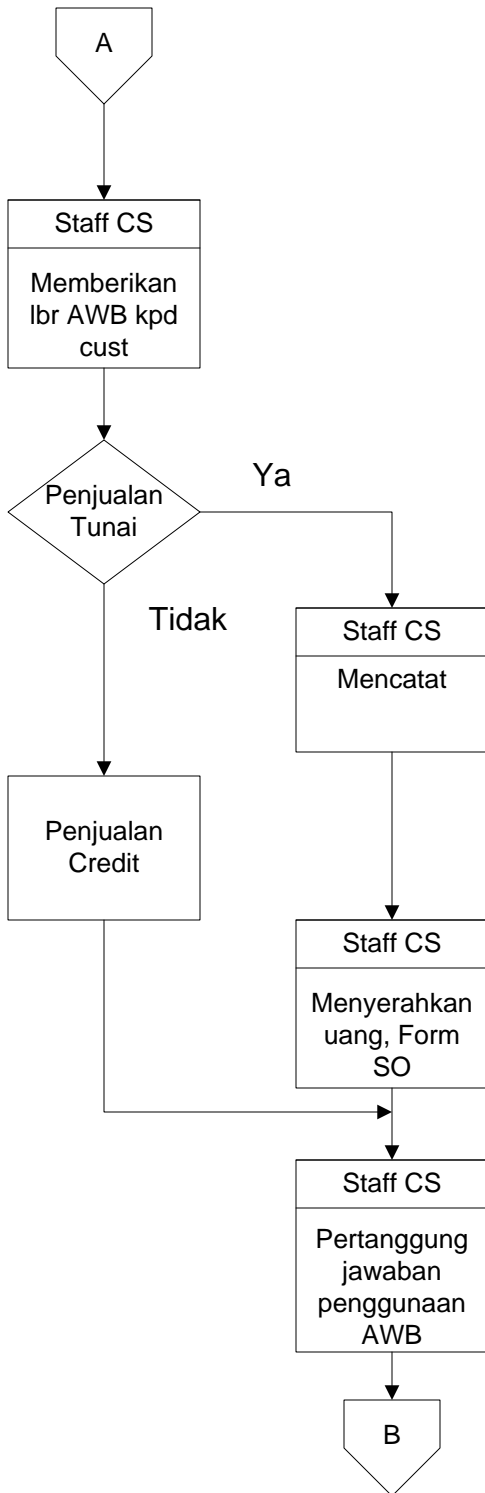 A
Staff CS
Memberikan
lbr AWB kpd
cust
Penjualan
Tunai
Ya
Tidak
Staff CS
Mencatat
Penjualan
Credit
Staff CS
Menyerahkan
uang, Form
SO
Staff CS
Pertanggung
jawaban
penggunaan
AWB
B